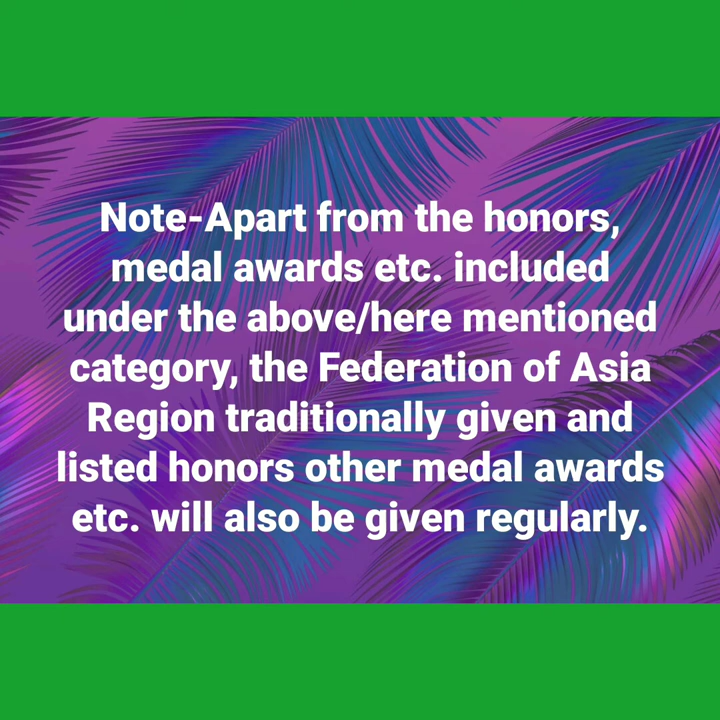 Note-Apart from the honors,
medal awards etc. included
under the above/here mentioned
category, the Federation of Asia
Region traditionally given and
listed honors other medal awards
etc. will also be given regularly.